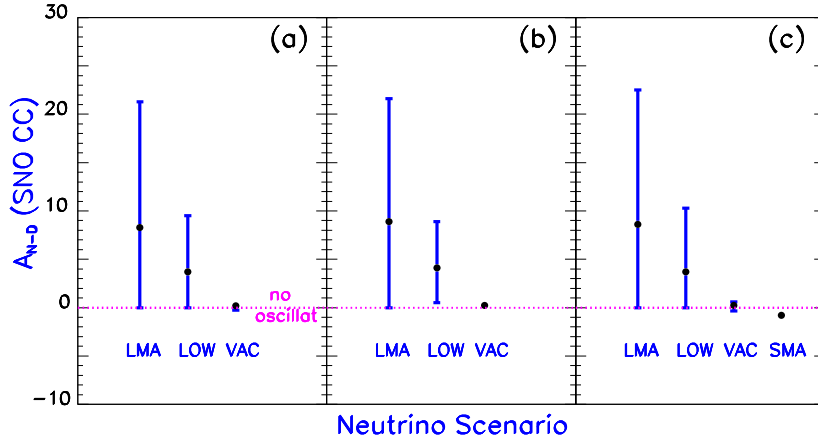 30
(a)
(b)
(c)
20
10
0
-10
A_{N-D} (SNO CC)
no
oscillat
LMA LOW VAC
LMA LOW VAC
LMA LOW VAC SMA
Neutrino Scenario